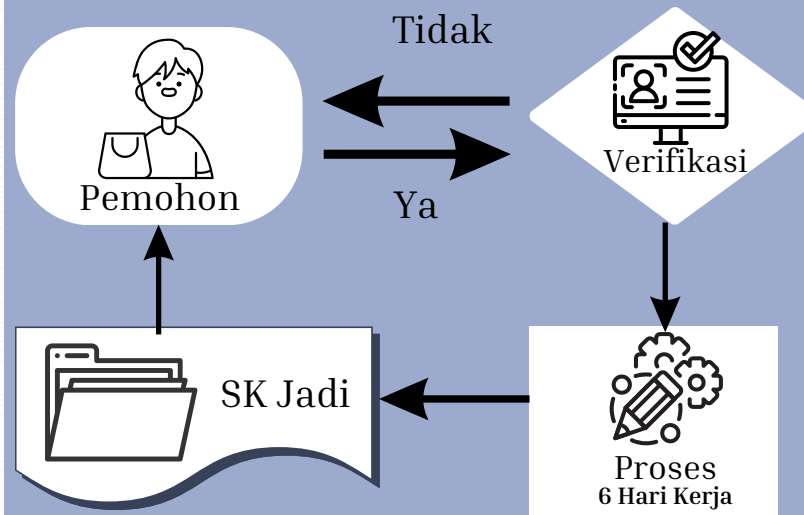 Tidak
Pemohon
Verifikasi
Ya
SK Jadi
Proses
6 Hari Kerja